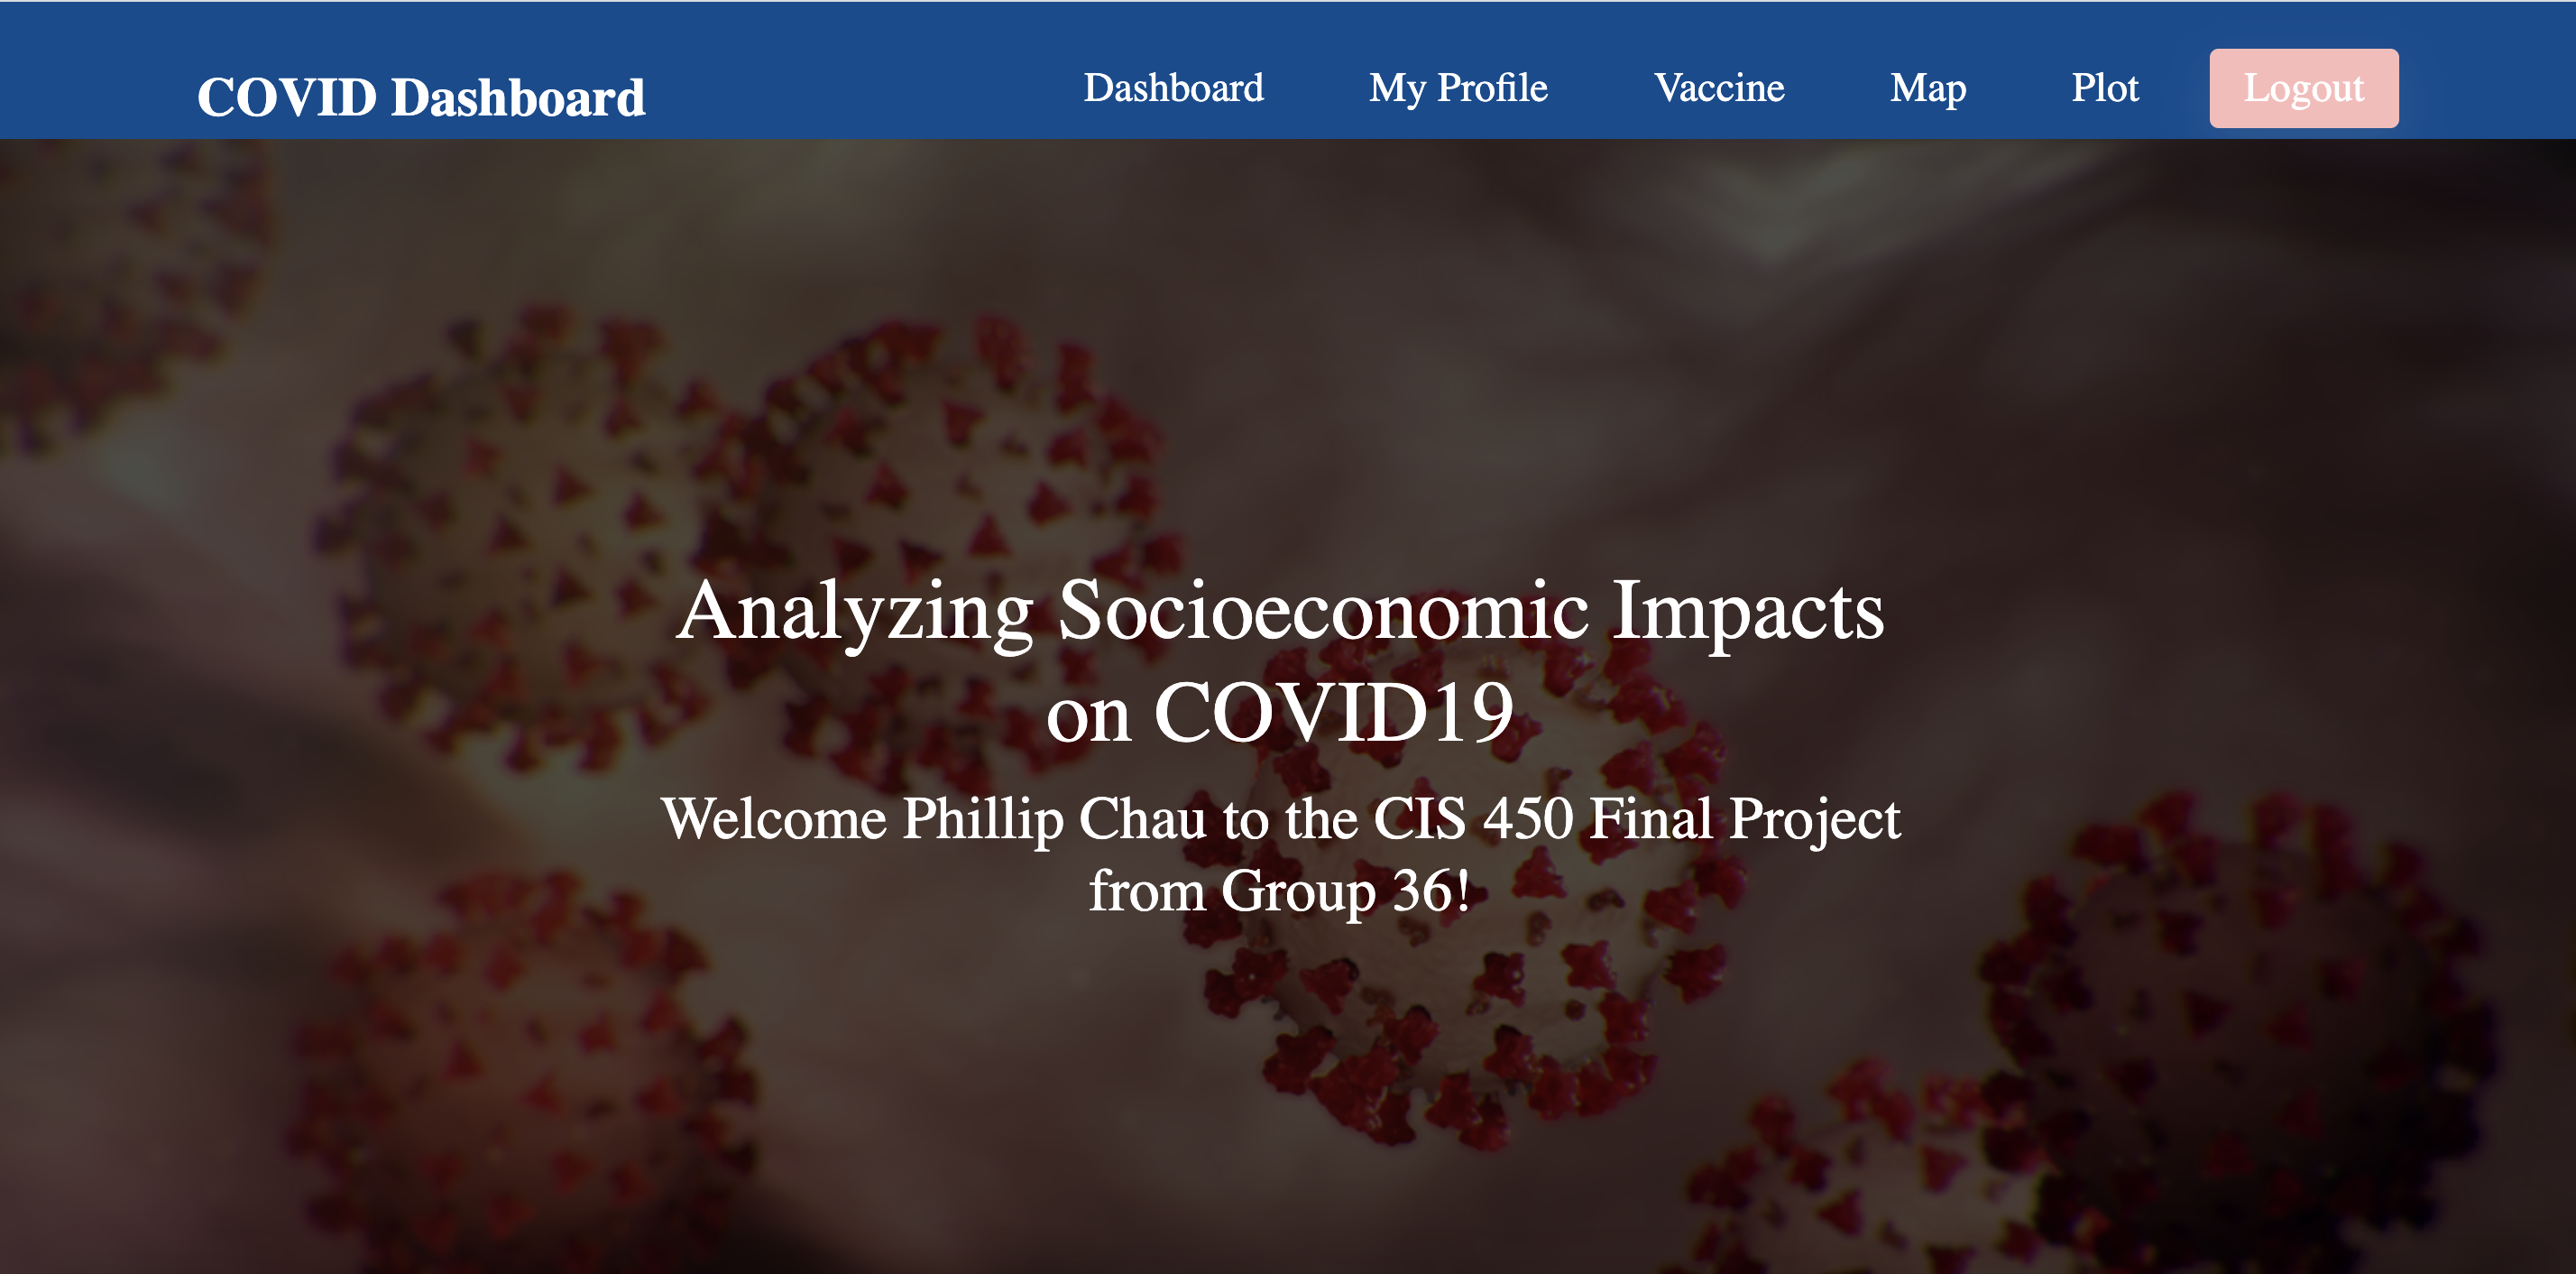 COVID Dashboard
Dashboard
My Profile
Vaccine
Map
Plot
Logout
Analyzing Socioeconomic Impacts
on COVID19
Welcome Phillip Chau to the CIS 450 Final Project
from Group 36!